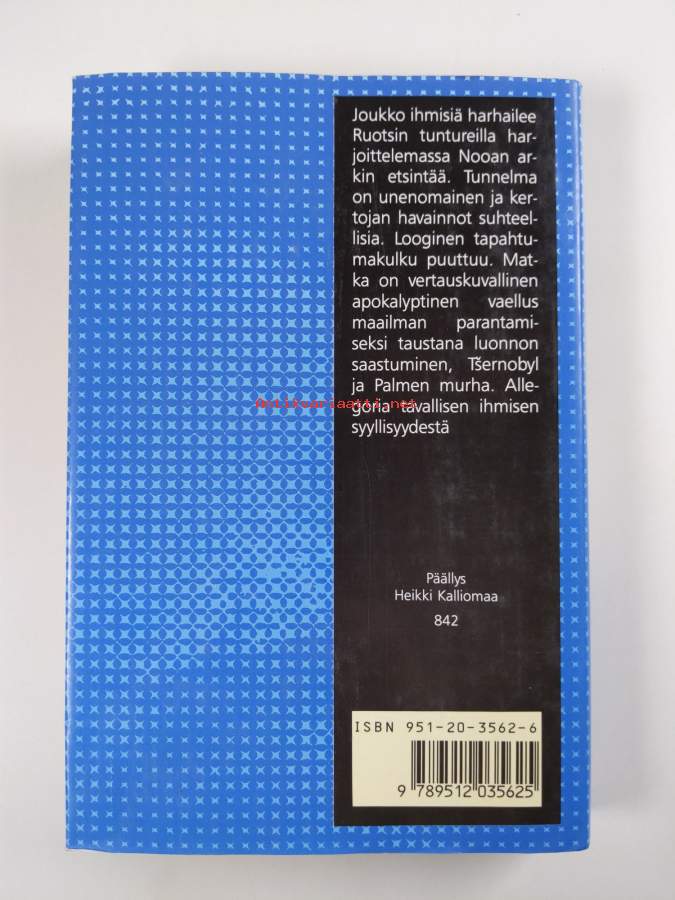 Joukko ihmisiä harhailee
Ruotsin tuntureilla har-
joittelemassa Nooan ar-
kin etsintää. Tunnelma
on unenomainen ja ker-
tojan havainnot suhteel-
lisia. Looginen tapahtu-
makulku puuttuu. Mat-
ka on vertauskuvallinen
apokalyptinen vaellus
maailman parantami-
seksi taustana luonnon
saastuminen, Tšernobyl
ja Palmen murha. Alle-
goria tavallisen ihmisen
syyllisyydestä
Antikvariaatti.net
Päällys
Heikki Kalliomaa
842
ISBN 951-20-3562-6
9 789512 035625